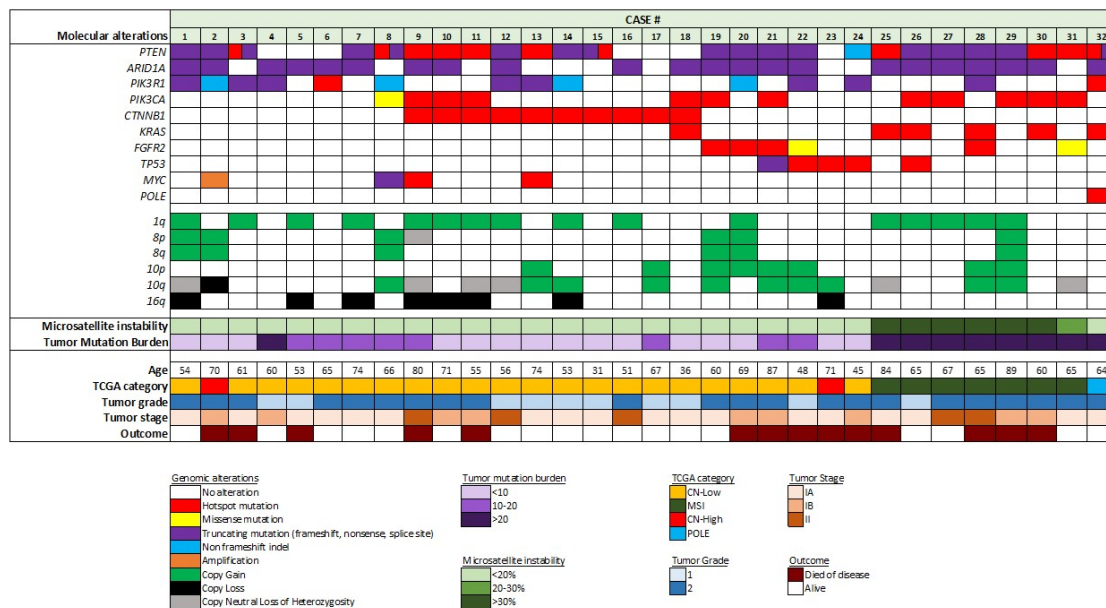 CASE #
Molecular alterations 1 2 3 4 5 6 7 8 9 10 11 12 13 14 15 16 17 18 19 20 21 22 23 24 25 26 27 28 29 30 31 32
PTEN
ARID1A
PIK3R1
PIK3CA
CTNNB1
KRAS
FGFR2
TP53
MYC
POLE
1q
8p
8q
10p
10q
16q
Microsatellite instability
Tumor Mutation Burden
Age 54 70 61 60 53 65 74 66 80 71 55 56 74 53 31 51 67 36 60 69 87 48 71 45 84 65 67 65 89 60 65 64
TCGA category
Tumor grade
Tumor stage
Outcome
Genomic alterations
No alteration
Hotspot mutation
Missense mutation
Truncating mutation (frameshift, nonsense, splice site)
Non frameshift indel
Amplification
Copy Gain
Copy Loss
Copy Neutral Loss of Heterozygosity
Tumor mutation burden
<10
10-20
>20
Microsatellite instability
<20%
20-30%
>30%
TCGA category
CN-Low
MSI
CN-High
POLE
Tumor Grade
1
2
Tumor Stage
IA
IB
II
Outcome
Died of disease
Alive